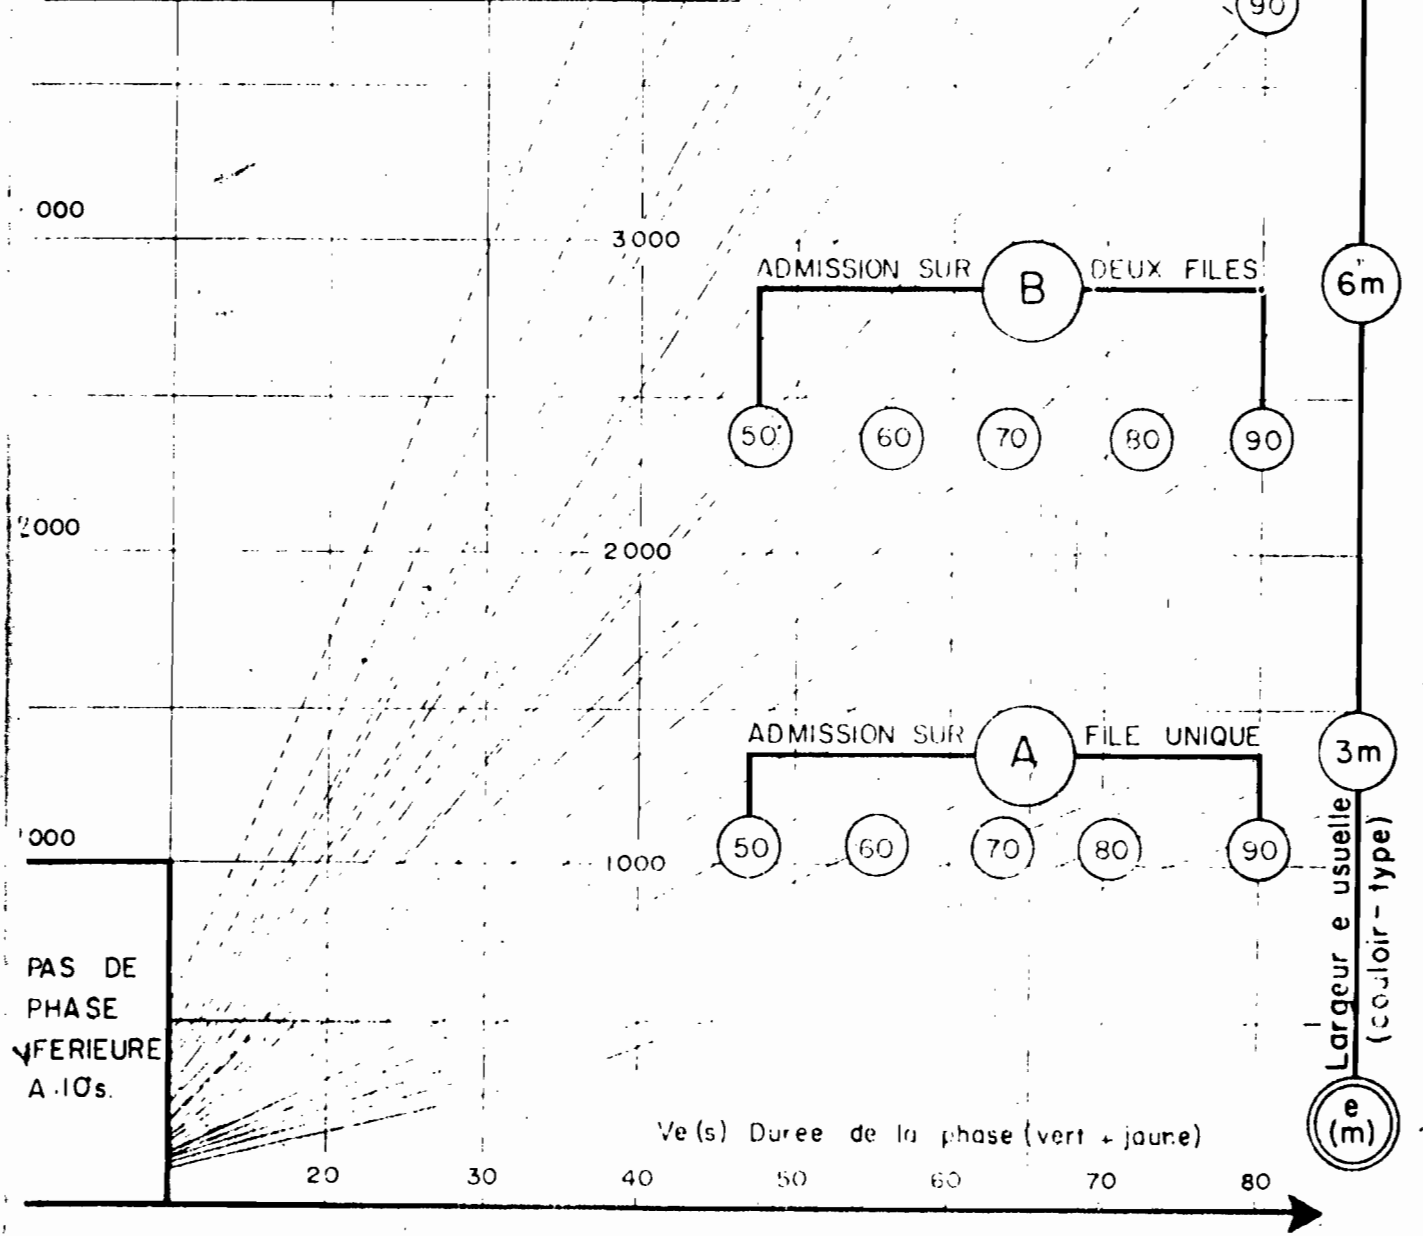 90
000
3000
ADMISSION SUR B DEUX FILES
6m
50 60 70 80 90
2000
2000
ADMISSION SUR A FILE UNIQUE
3m
50 60 70 80 90
000
1000
Largeur e usuelle
(couloir-type)
PAS DE
PHASE
FERIEURE
A 10s.
e
(m)
Ve (s) Duree de la phase (vert + jaune)
20 30 40 50 60 70 80